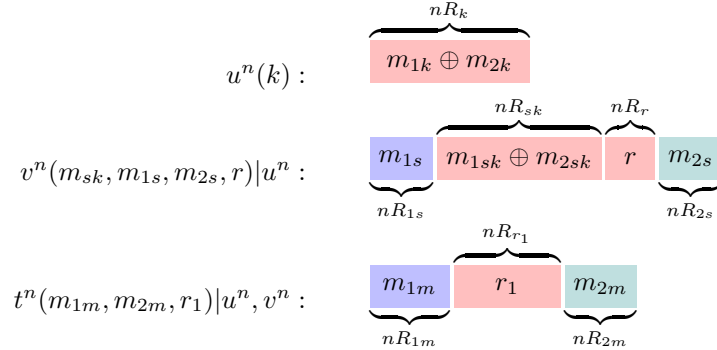 nR_k
u^n(k) : m_{1k} ⊕ m_{2k}
nR_{sk} nR_r
v^n(m_{sk}, m_{1s}, m_{2s}, r)|u^n : m_{1s} m_{1sk} ⊕ m_{2sk} r m_{2s}
nR_{1s} nR_{2s}
nR_{r_1}
t^n(m_{1m}, m_{2m}, r_1)|u^n, v^n : m_{1m} r_1 m_{2m}
nR_{1m} nR_{2m}